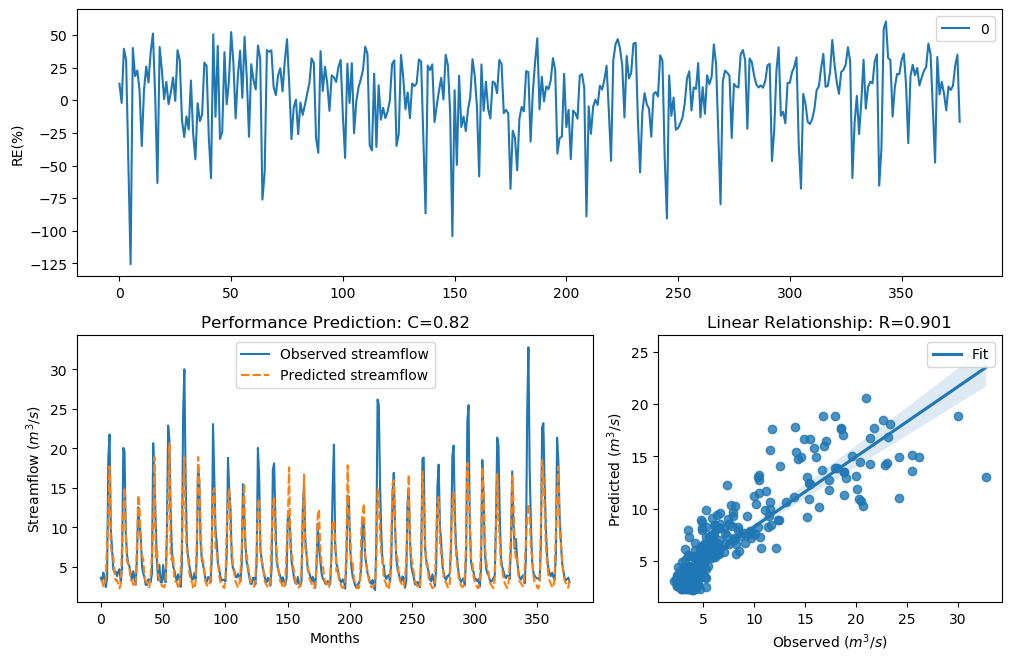 50
25
0
−25
−50
−75
−100
−125
RE(%)
0
0 50 100 150 200 250 300 350
Performance Prediction: C=0.82
Observed streamflow
Predicted streamflow
30
25
20
15
10
5
Streamflow (m³/s)
0 50 100 150 200 250 300 350
Months
Linear Relationship: R=0.901
Fit
25
20
15
10
5
Predicted (m³/s)
5 10 15 20 25 30
Observed (m³/s)